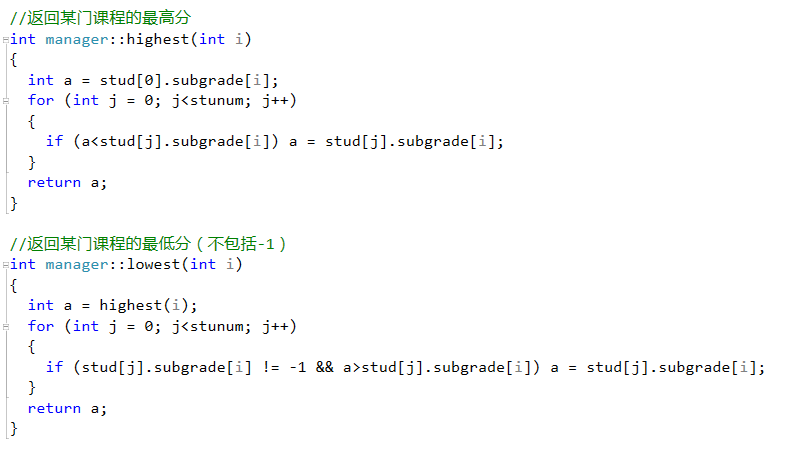 //返回某门课程的最高分
int manager::highest(int i)
{
  int a = stud[0].subgrade[i];
  for (int j = 0; j<stunum; j++)
  {
    if (a<stud[j].subgrade[i]) a = stud[j].subgrade[i];
  }
  return a;
}
//返回某门课程的最低分（不包括-1）
int manager::lowest(int i)
{
  int a = highest(i);
  for (int j = 0; j<stunum; j++)
  {
    if (stud[j].subgrade[i] != -1 && a>stud[j].subgrade[i]) a = stud[j].subgrade[i];
  }
  return a;
}